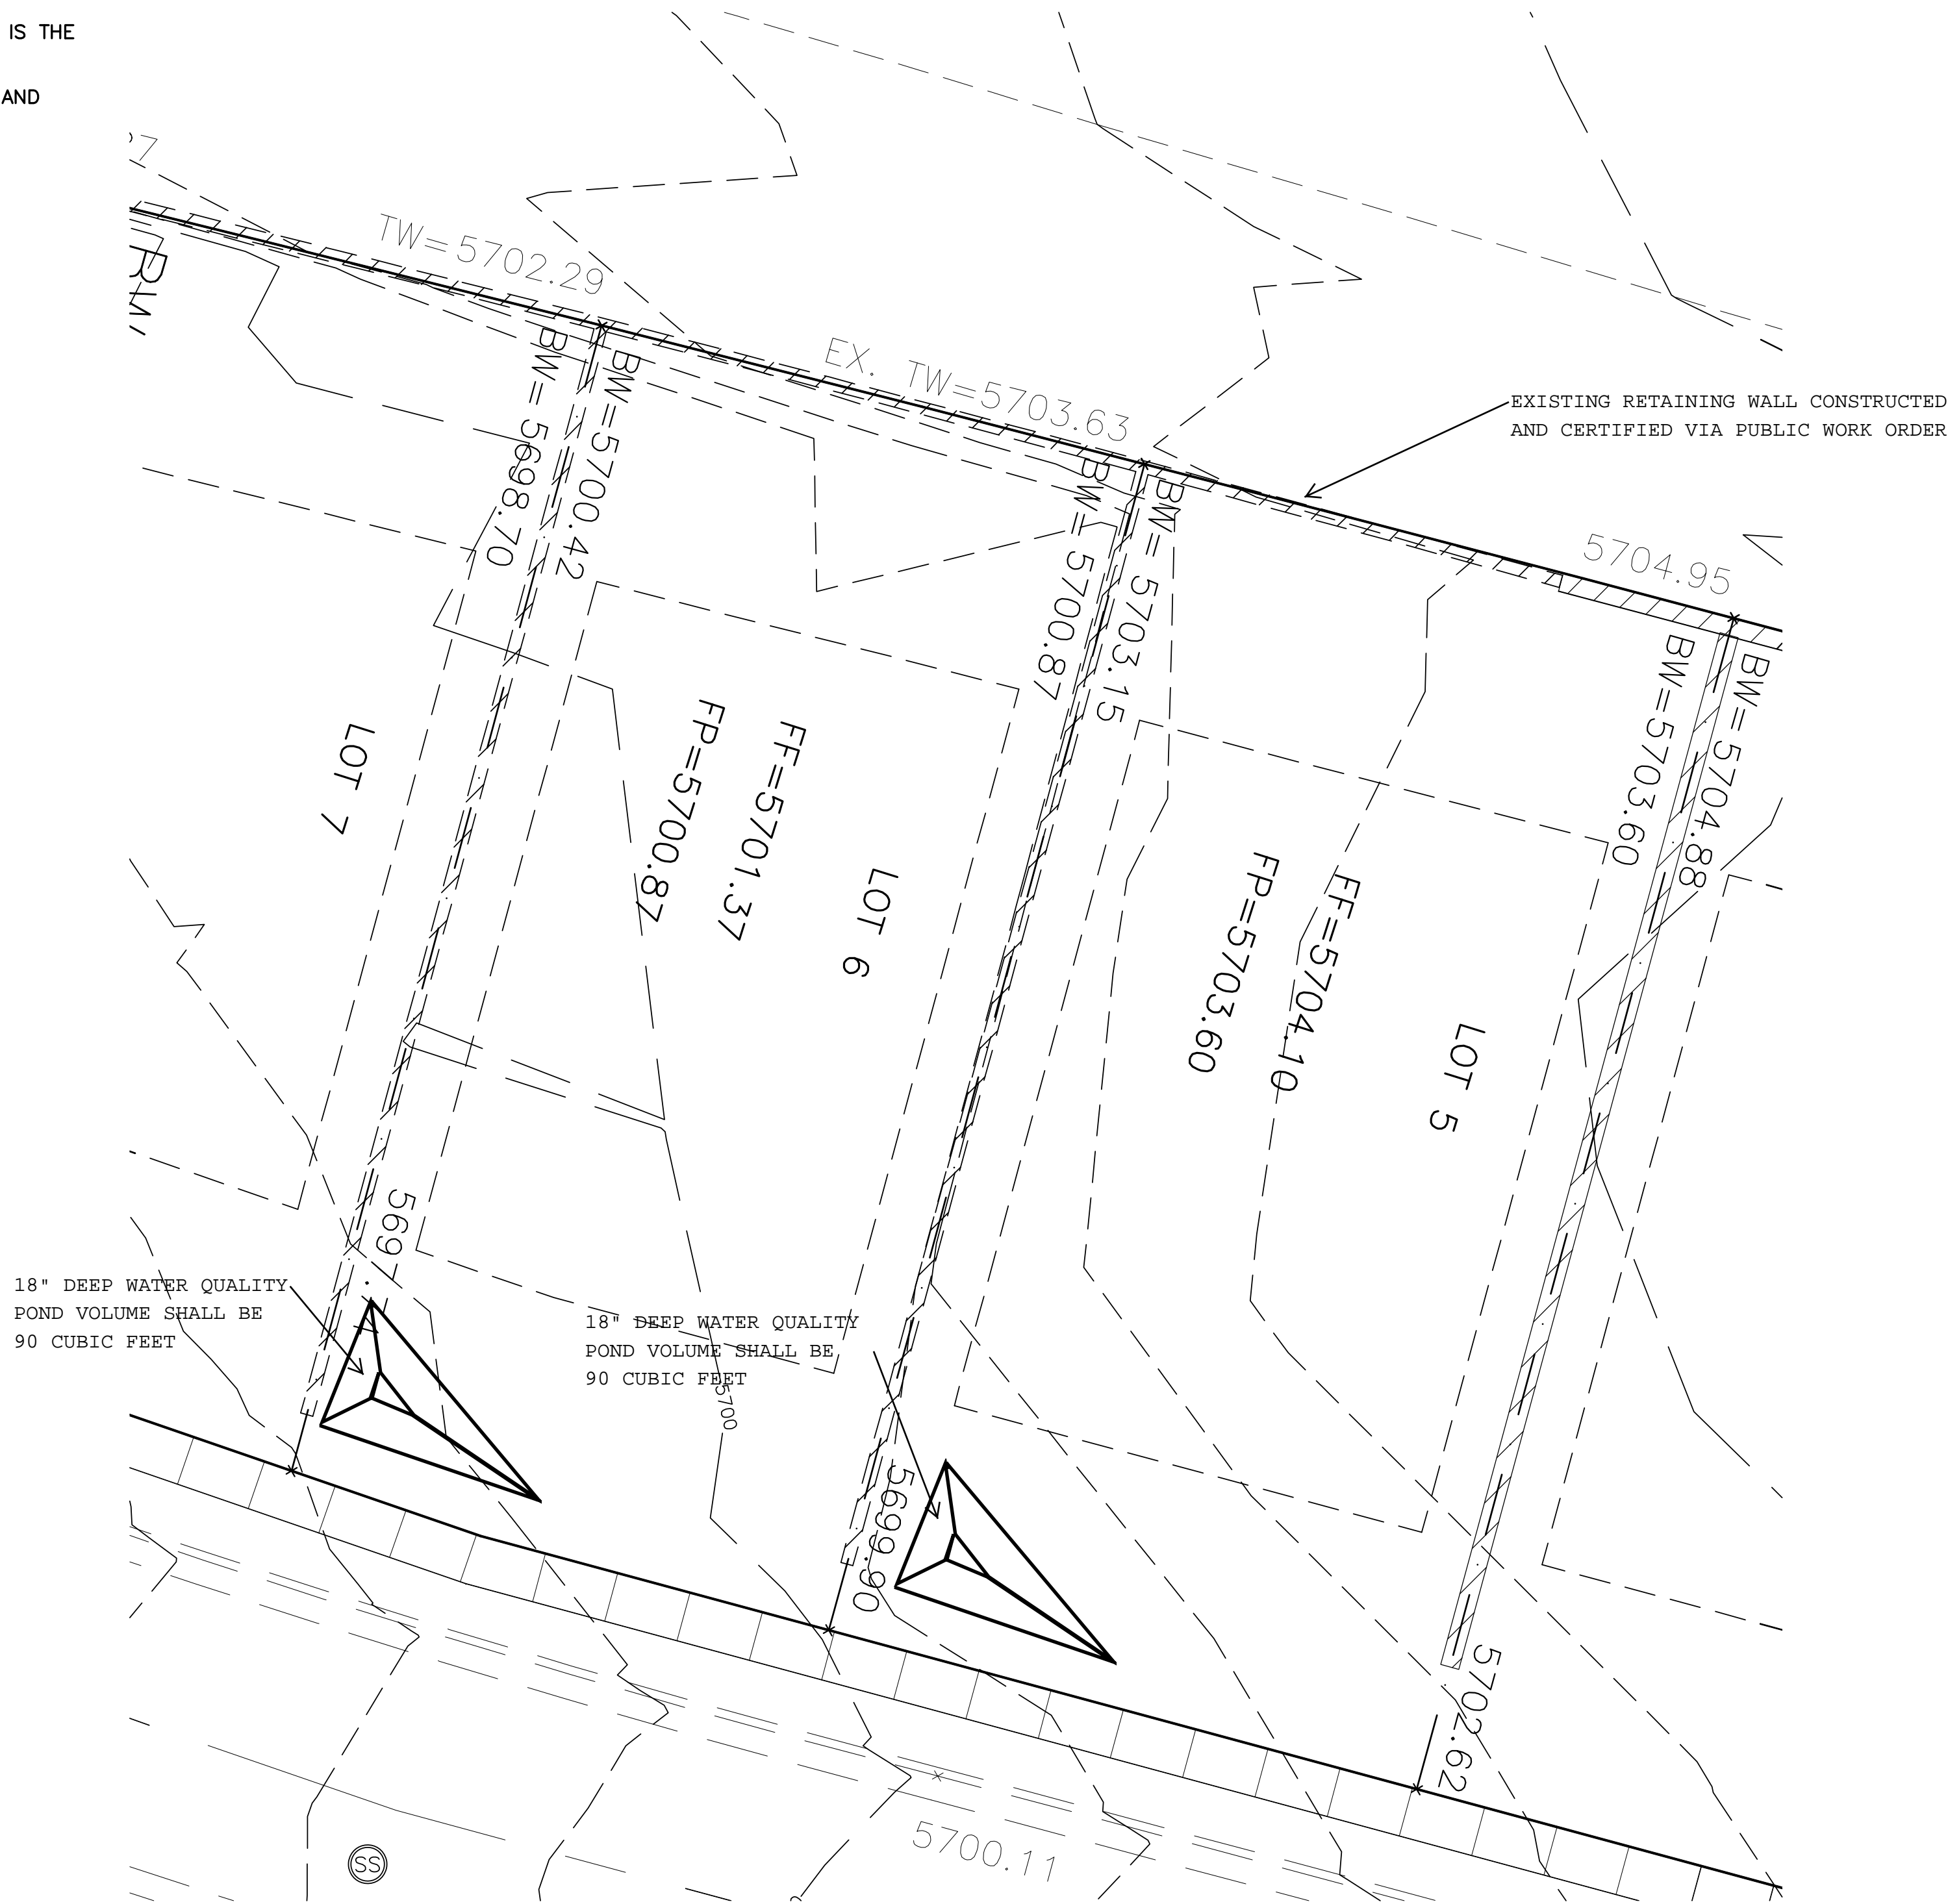 IS THE
AND
TW=5702.29
EX. TW=5703.63
EXISTING RETAINING WALL CONSTRUCTED
AND CERTIFIED VIA PUBLIC WORK ORDER
5704.95
BW=5698.70
BW=5700.42
BW=5700.87
BW=5703.15
BW=5703.60
BW=5704.88
LOT 7
FP=5700.87
FF=5701.37
LOT 6
FP=5703.60
FF=5704.10
LOT 5
18" DEEP WATER QUALITY
POND VOLUME SHALL BE
90 CUBIC FEET
18" DEEP WATER QUALITY
POND VOLUME SHALL BE
90 CUBIC FEET
5700
5699.90
5702.62
5700.11
SS